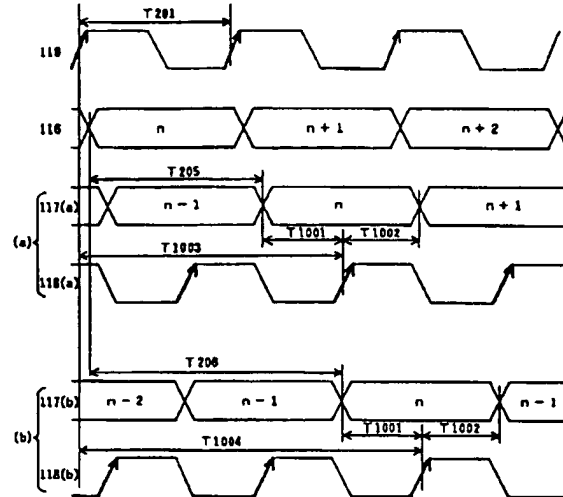 T201
119
116 n n+1 n+2
T205
117(a) n-1 n n+1
(a)
T1001 T1002
T1003
118(a)
T206
117(b) n-2 n-1 n n-1
(b)
T1001 T1002
T1004
118(b)